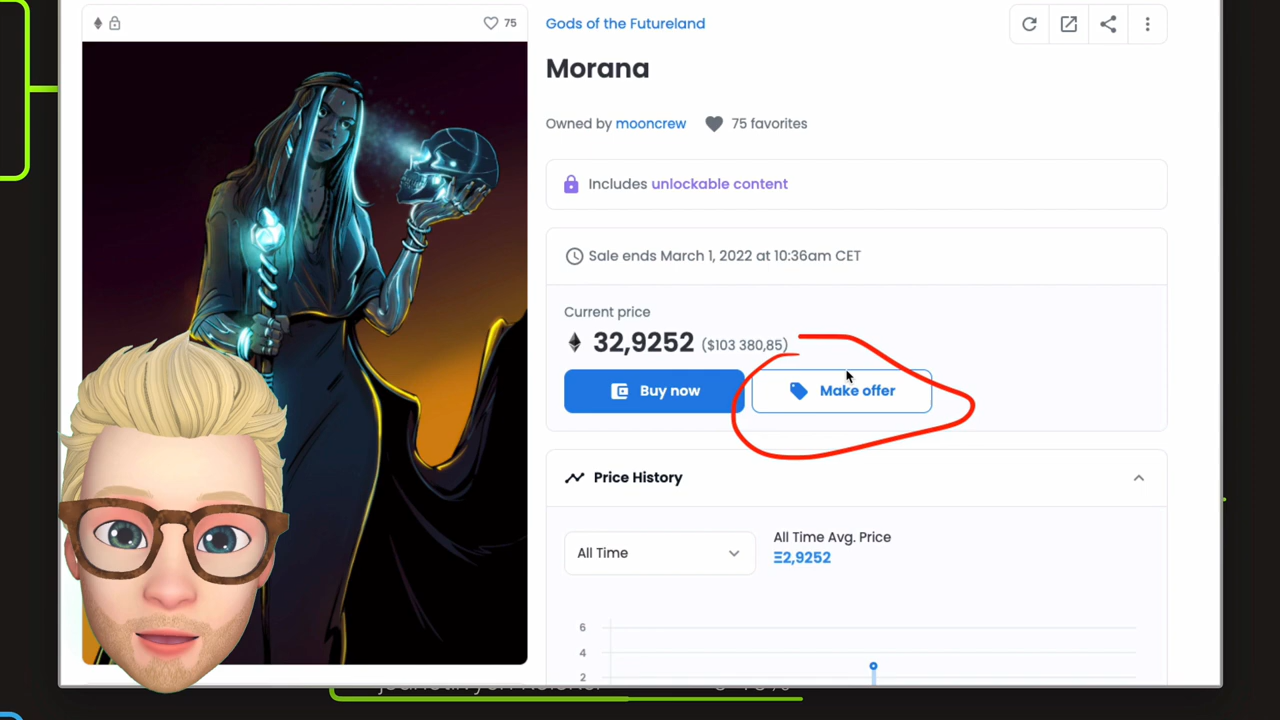 75
Gods of the Futureland
Morana
Owned by mooncrew 75 favorites
Includes unlockable content
Sale ends March 1, 2022 at 10:36am CET
Current price
32,9252 ($103 380,85)
Buy now
Make offer
Price History
All Time
All Time Avg. Price
Ξ2,9252
6
4
2